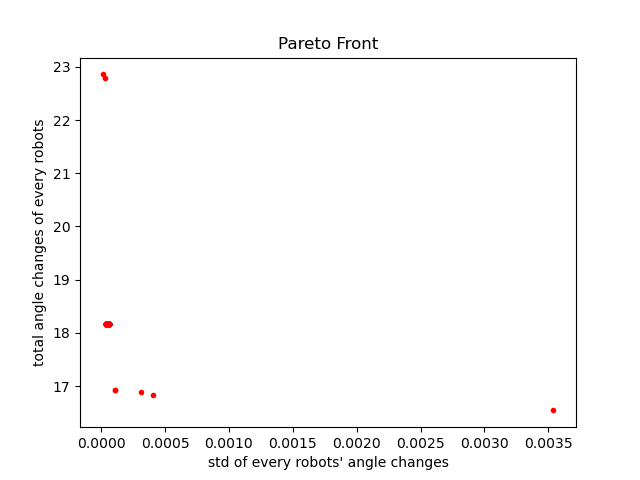 Pareto Front
total angle changes of every robots
23
22
21
20
19
18
17
0.0000 0.0005 0.0010 0.0015 0.0020 0.0025 0.0030 0.0035
std of every robots' angle changes